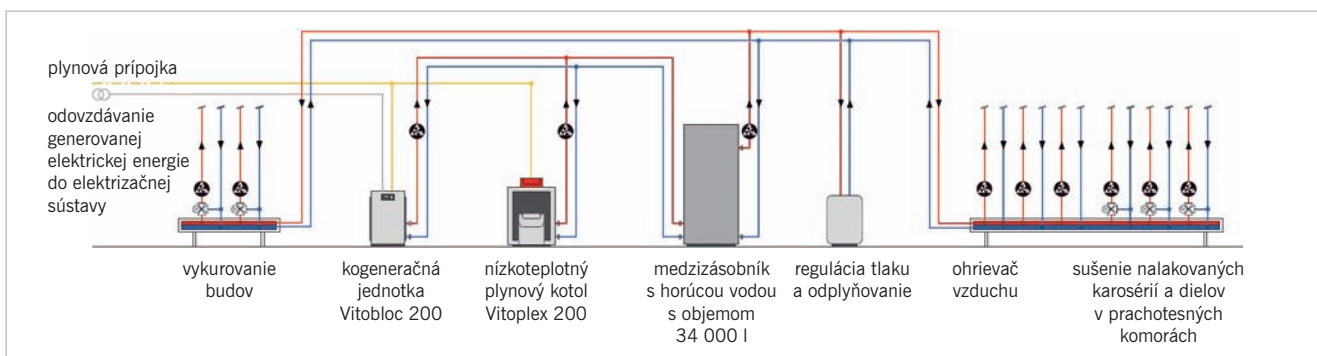 plynová prípojka
odovzdávanie
generovanej
elektrickej energie
do elektrizačnej
sústavy
vykurovanie
budov
kogeneračná
jednotka
Vitobloc 200
nízkoteplotný
plynový kotol
Vitoplex 200
medzizásobník
s horúcou vodou
s objemom
34 000 l
regulácia tlaku
a odplyňovanie
ohrievač
vzduchu
sušenie nalakovaných
karosérií a dielov
v prachotesných
komorách